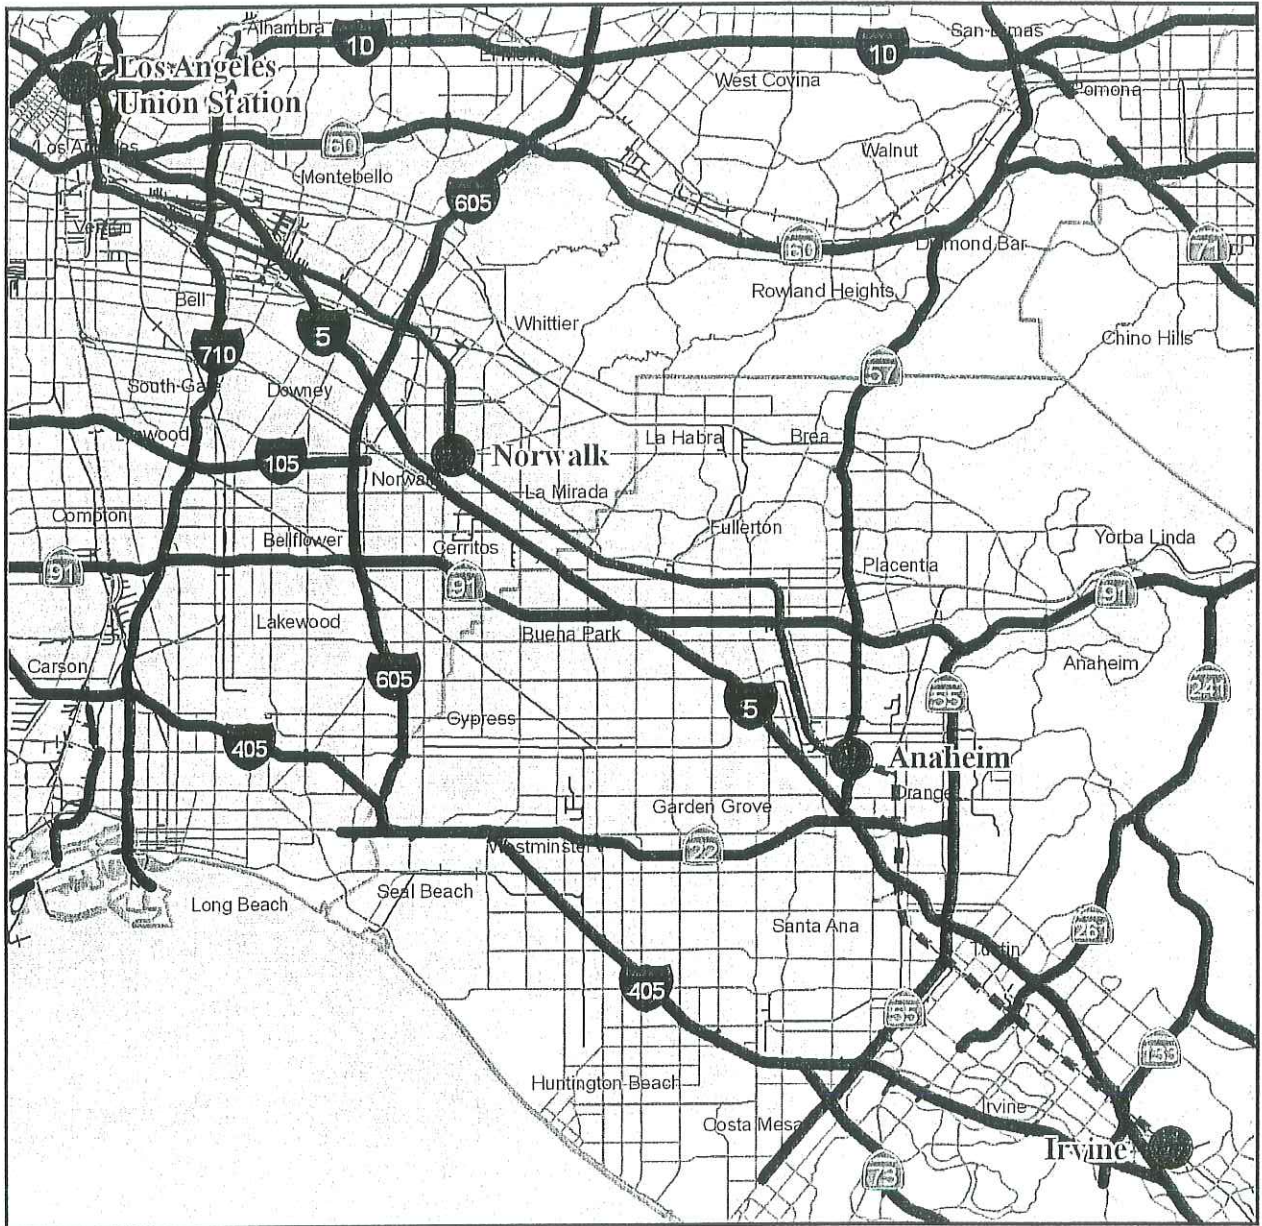 Alhambra
10
El Monte
10
San Dimas
Los Angeles
Union Station
West Covina
Pomona
Los Angeles
60
Walnut
Montebello
605
Vernon
60
Diamond Bar
71
Bell
Rowland Heights
5
Whittier
Chino Hills
710
57
South Gate
Downey
Lynwood
La Habra
Brea
105
Norwalk
Norwalk
La Mirada
Compton
Fullerton
Bellflower
Cerritos
Yorba Linda
91
91
Placentia
91
Lakewood
Buena Park
Carson
605
Anaheim
241
55
5
Cypress
405
Anaheim
Orange
Garden Grove
22
Westminster
Seal Beach
Long Beach
Santa Ana
261
Tustin
405
55
133
Huntington Beach
Irvine
Costa Mesa
Irvine
73